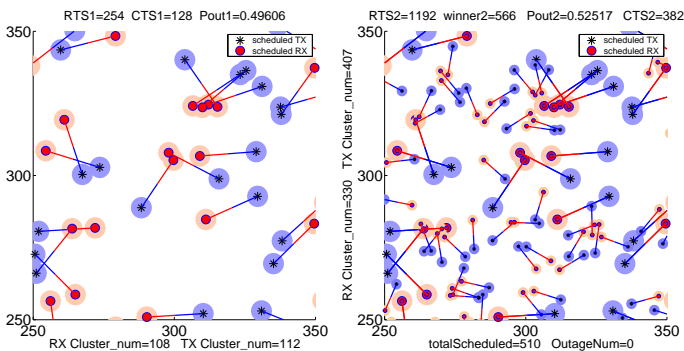 RTS1=254 CTS1=128 Pout1=0.49606
350
300
250
250
300
350
scheduled TX
scheduled RX
RX Cluster_num=108 TX Cluster_num=112
RTS2=1192 winner2=566 Pout2=0.52517 CTS2=382
RX Cluster_num=330 TX Cluster_num=407
350
300
250
250
300
350
scheduled TX
scheduled RX
totalScheduled=510 OutageNum=0